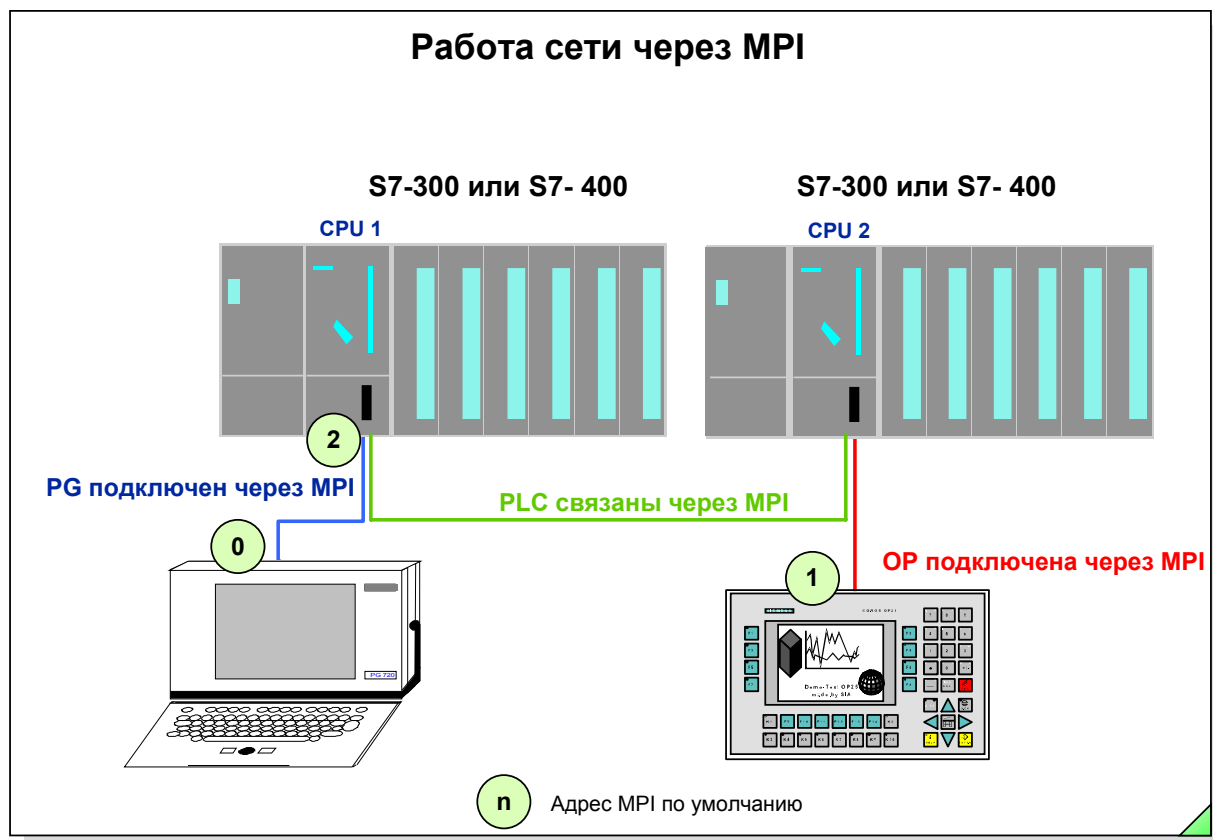 Работа сети через MPI
S7-300 или S7- 400
S7-300 или S7- 400
CPU 1
CPU 2
2
PG подключен через MPI
PLC связаны через MPI
0
1
OP подключена через MPI
PG 720
n
Адрес MPI по умолчанию